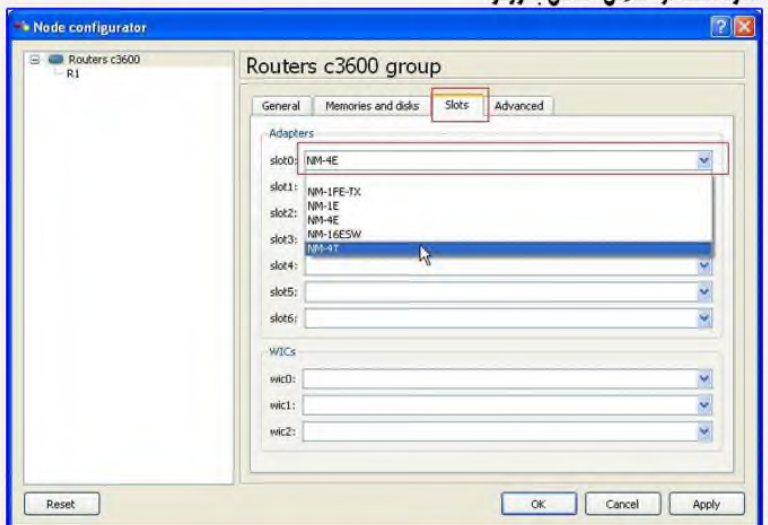 Node configurator
Routers c3600
R1
Routers c3600 group
General Memories and disks Slots Advanced
Adapters
slot0: NM-4E
slot1:
NM-1FE-TX
NM-1E
slot2:
NM-4E
slot3:
NM-16ESW
NM-4T
slot4:
slot5:
slot6:
WICs
wic0:
wic1:
wic2:
Reset OK Cancel Apply